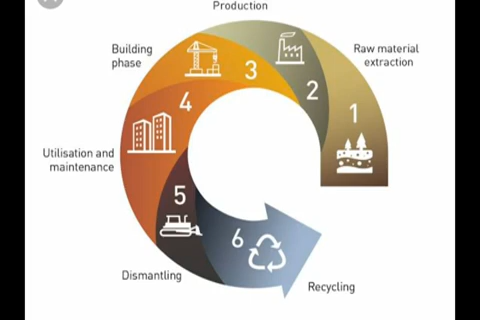 Production
Raw material
extraction
1
2
Building
phase
3
4
Utilisation and
maintenance
5
Dismantling
6
Recycling